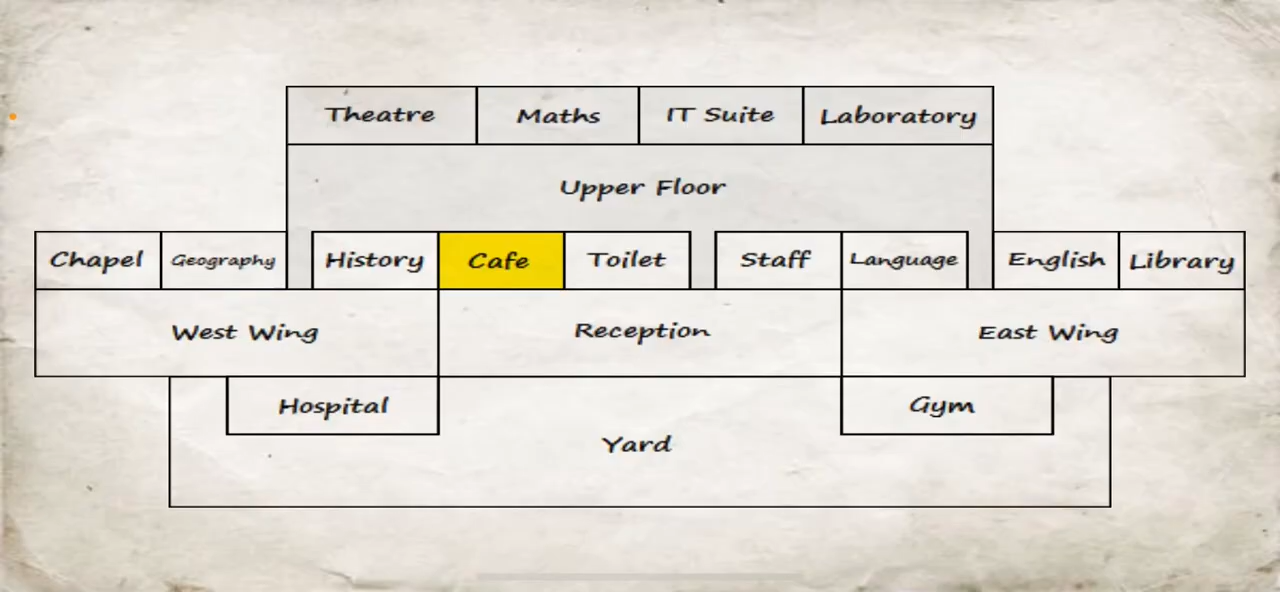 Theatre Maths IT Suite Laboratory
Upper Floor
Chapel Geography History Cafe Toilet Staff Language English Library
West Wing Reception East Wing
Hospital Gym
Yard